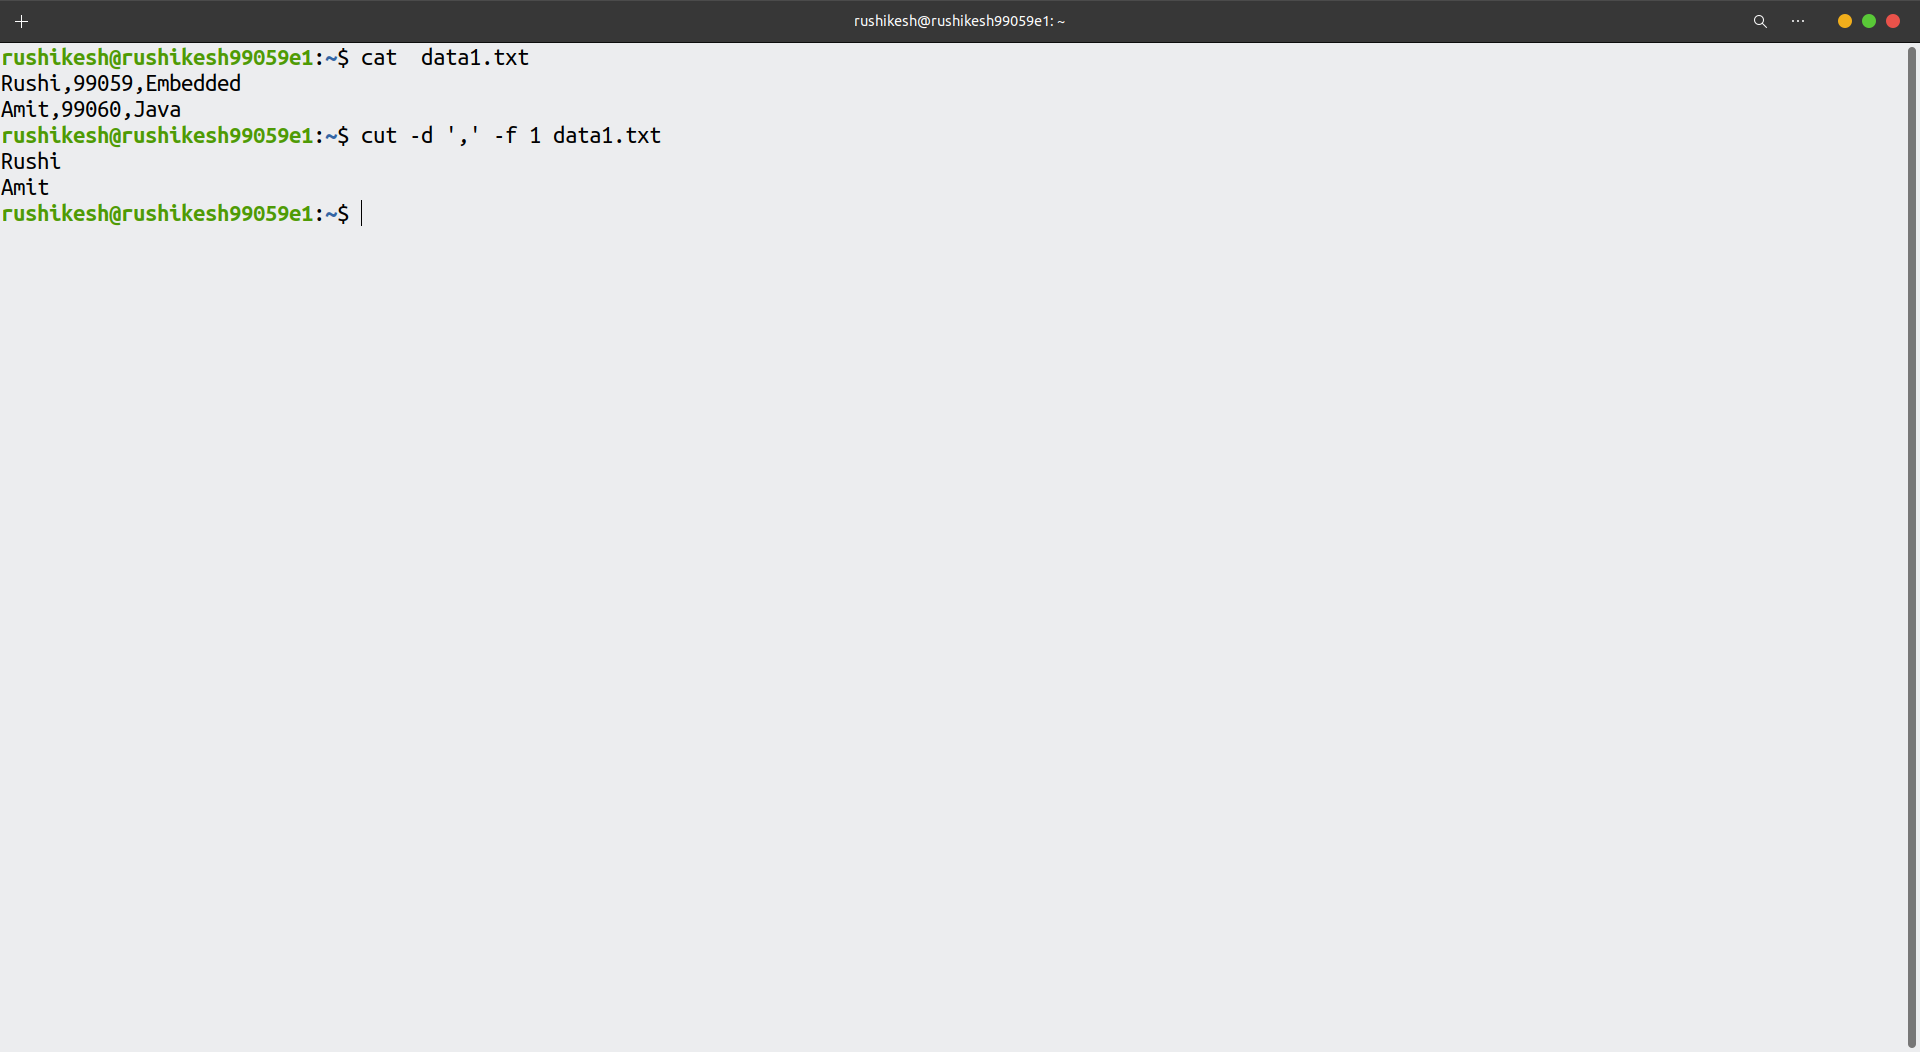 rushikesh@rushikesh99059e1: ~
rushikesh@rushikesh99059e1:~$ cat  data1.txt
Rushi,99059,Embedded
Amit,99060,Java
rushikesh@rushikesh99059e1:~$ cut -d ',' -f 1 data1.txt
Rushi
Amit
rushikesh@rushikesh99059e1:~$